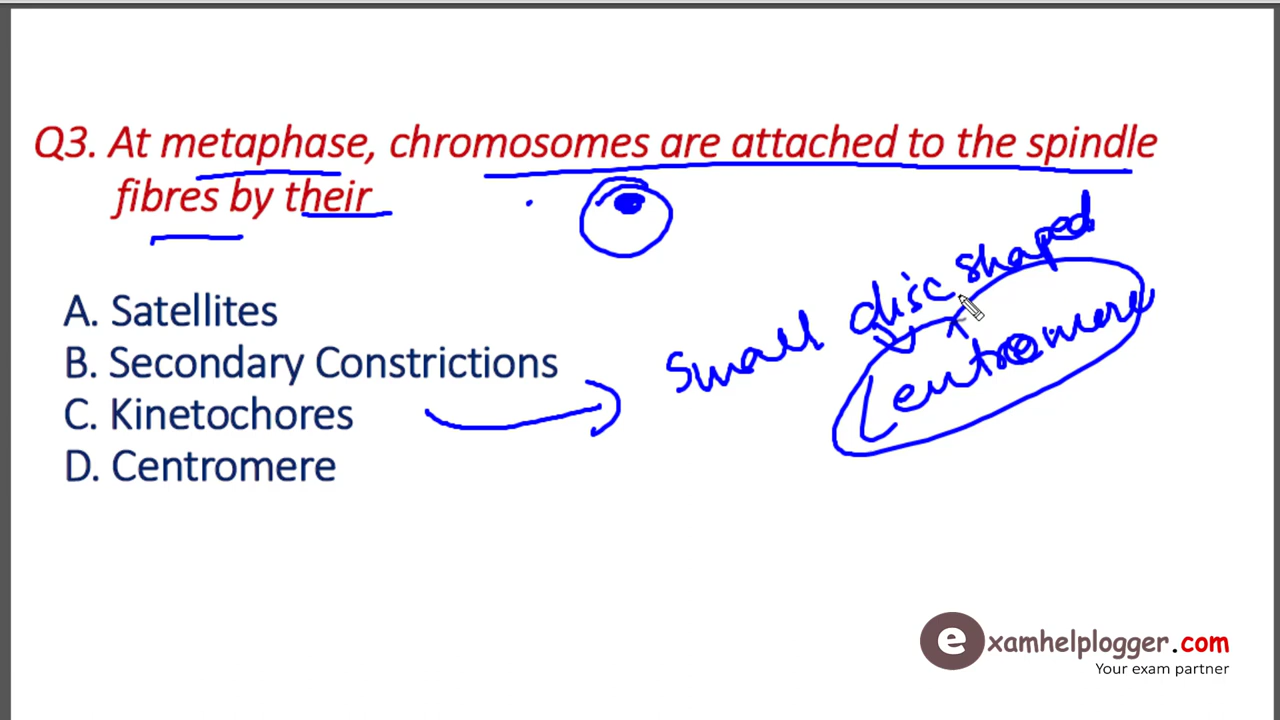 Q3. At metaphase, chromosomes are attached to the spindle
fibres by their
A. Satellites
B. Secondary Constrictions
C. Kinetochores
D. Centromere
small disc shaped
Centromere
examhelplogger.com
Your exam partner